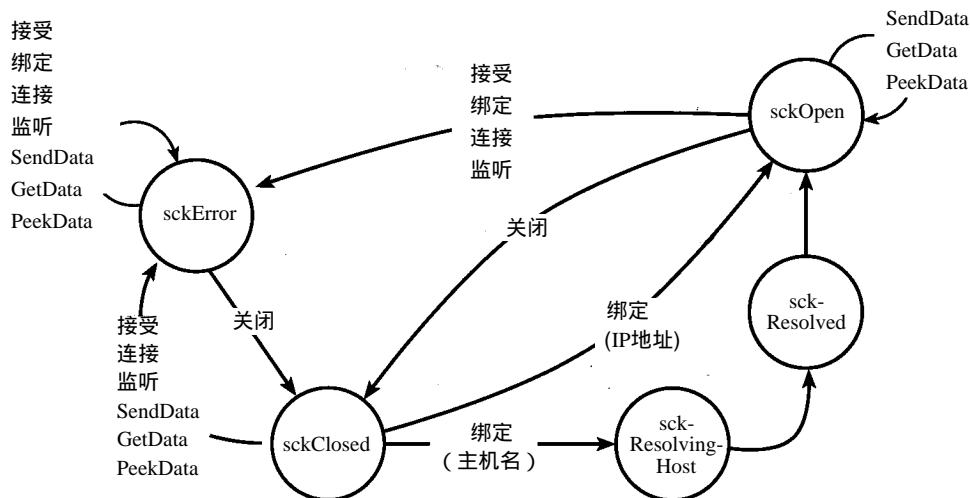 接受
绑定
连接
监听
SendData
GetData
PeekData
sckError
接受
绑定
连接
监听
sckOpen
SendData
GetData
PeekData
关闭
关闭
绑定
(IP地址)
sck-
Resolved
接受
连接
监听
SendData
GetData
PeekData
sckClosed
绑定
（主机名）
sck-
Resolving-
Host